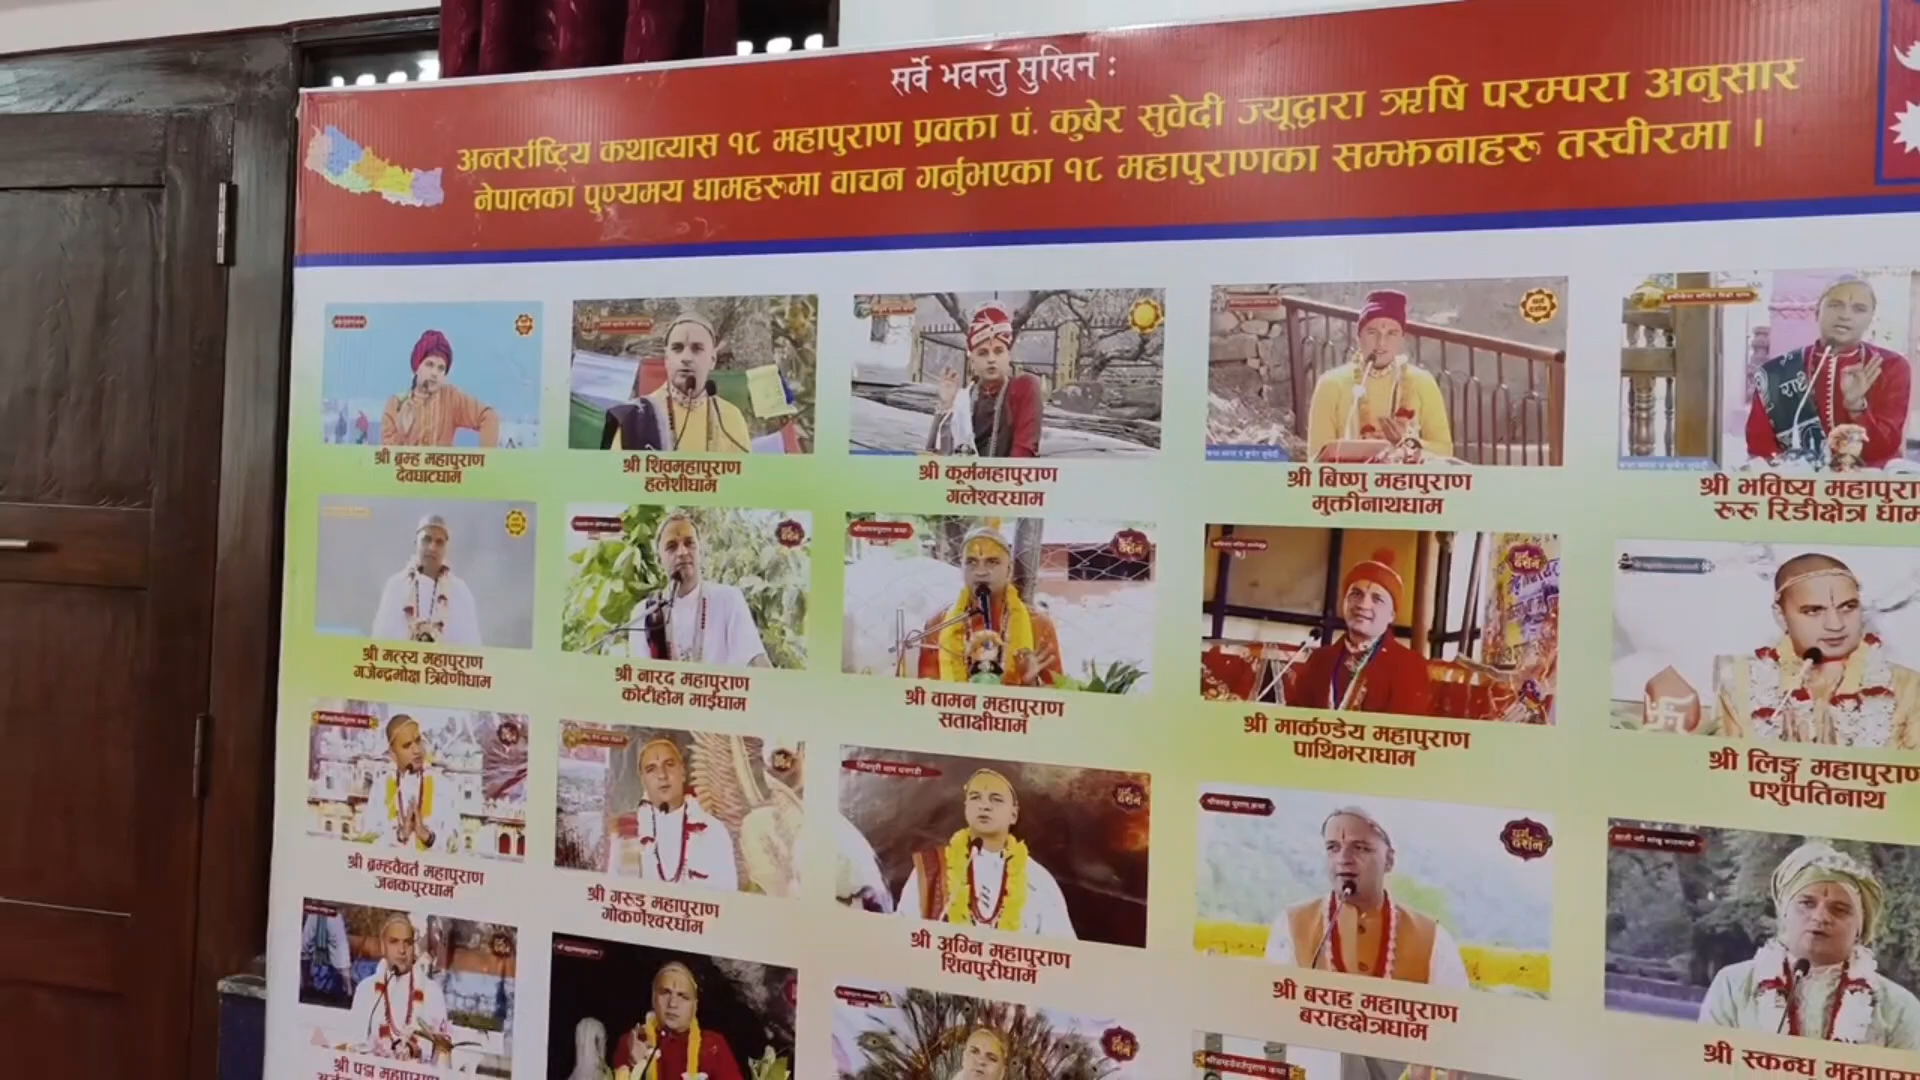 सर्वे भवन्तु सुखिन :
अन्तर्राष्ट्रिय कथाव्यास १८ महापुराण प्रवक्ता पं. कुबेर सुवेदी ज्यूद्वारा ऋषि परम्परा अनुसार
नेपालका पुण्यमय धामहरुमा वाचन गर्नुभएका १८ महापुराणका सम्झनाहरु तस्वीरमा ।
श्री ब्रम्ह महापुराण
देवघाटधाम
श्री शिवमहापुराण
हलेशीधाम
श्री कूर्ममहापुराण
गलेश्वरधाम
श्री बिष्णु महापुराण
मुक्तीनाथधाम
श्री भविष्य महापुरा
रूरू रिडीक्षेत्र धाम
श्री मत्स्य महापुराण
गजेन्द्रमोक्ष त्रिवेणीधाम
श्री नारद महापुराण
कोटीहोम माईधाम
श्री वामन महापुराण
सताक्षीधाम
श्री मार्कण्डेय महापुराण
पाथिभराधाम
श्री लिङ्ग महापुराण
पशुपतिनाथ
श्री ब्रम्हवैवर्त महापुराण
जनकपुरधाम
श्री गरुड महापुराण
गोकर्णेश्वरधाम
श्री अग्नि महापुराण
शिवपुरीधाम
श्री बराह महापुराण
बराहक्षेत्रधाम
श्री स्कन्ध
श्री पद्म महापुराण